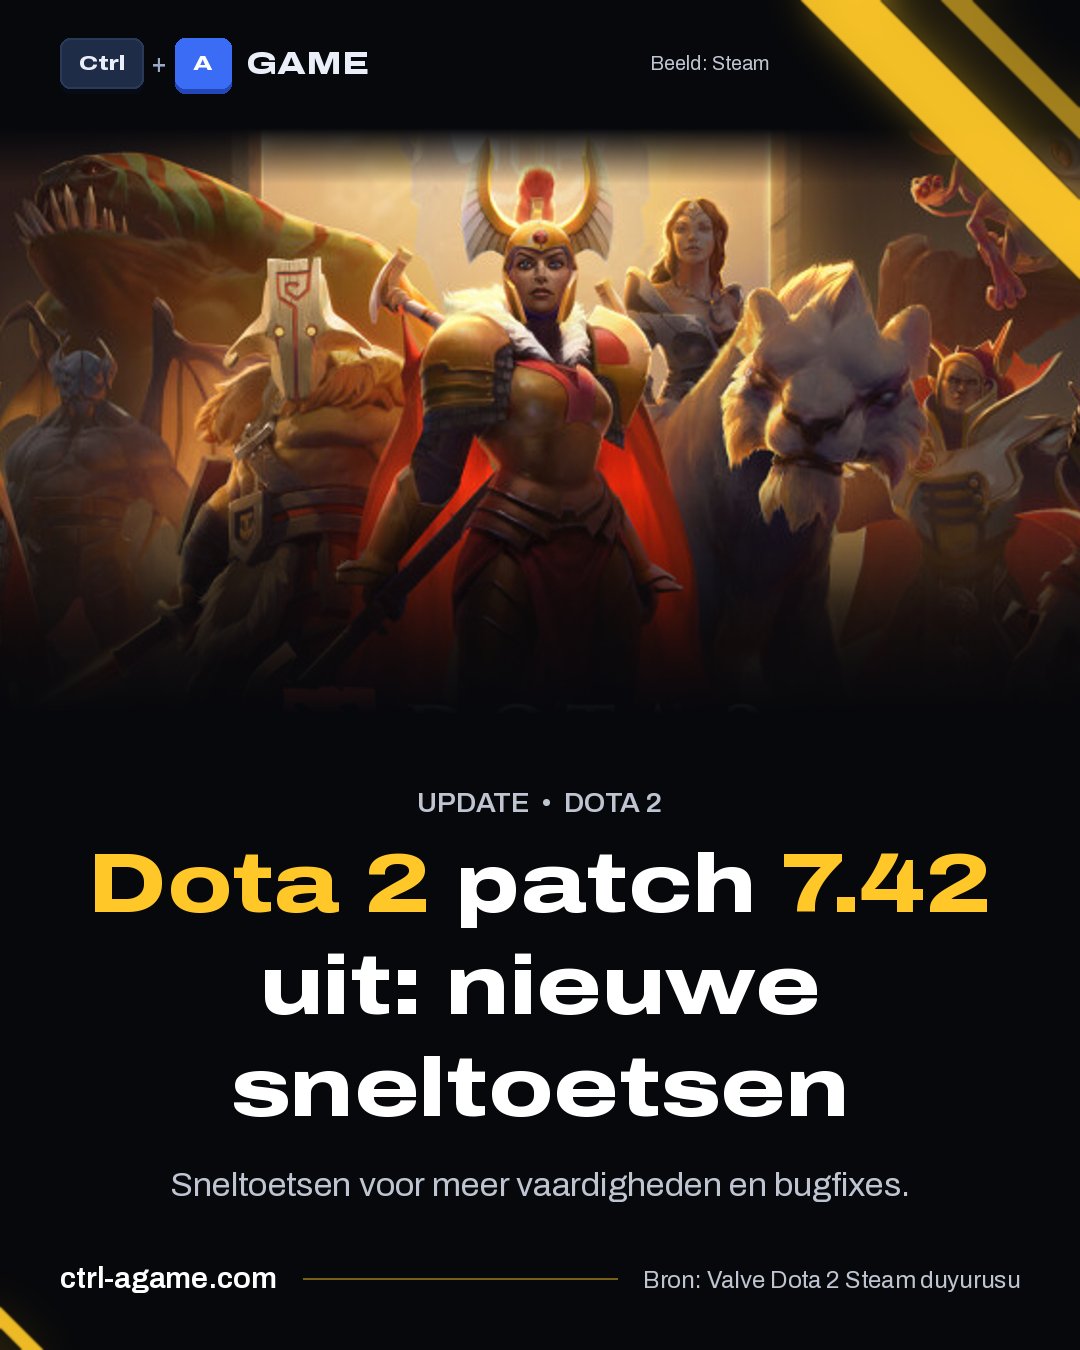 Ctrl + A GAME
Beeld: Steam
UPDATE • DOTA 2
Dota 2 patch 7.42
uit: nieuwe
sneltoetsen
Sneltoetsen voor meer vaardigheden en bugfixes.
ctrl-agame.com
Bron: Valve Dota 2 Steam duyurusu